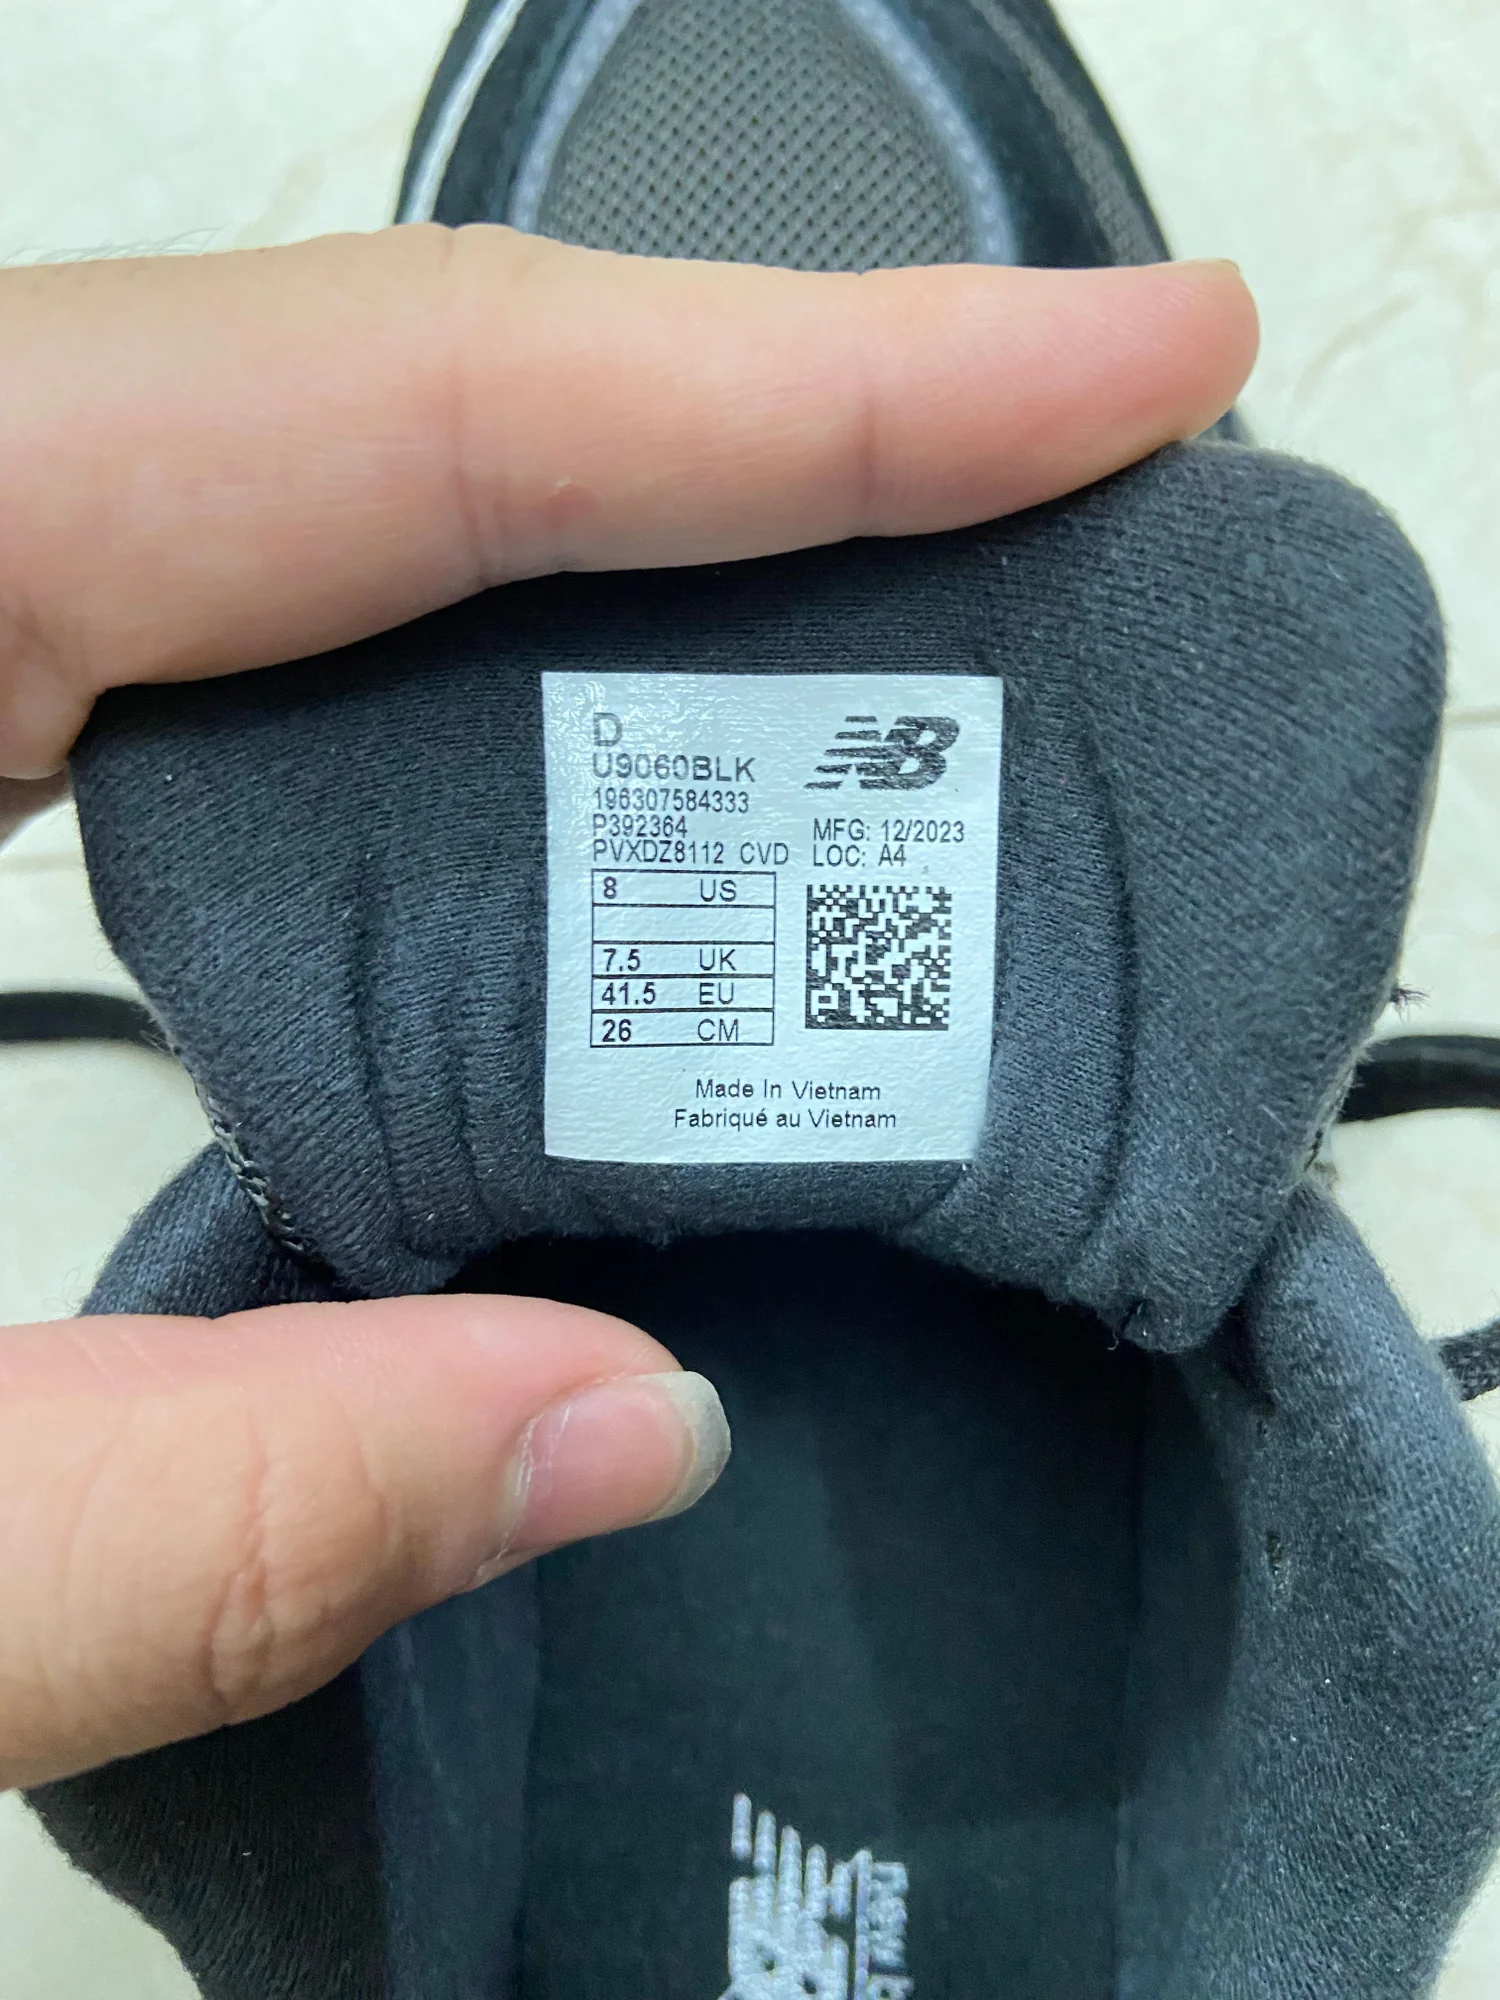 D
NB
U9060BLK
196307584333
P392364
MFG: 12/2023
PVXDZ8112 CVD
LOC: A4
8 US
7.5 UK
41.5 EU
26 CM
Made In Vietnam
Fabriqué au Vietnam